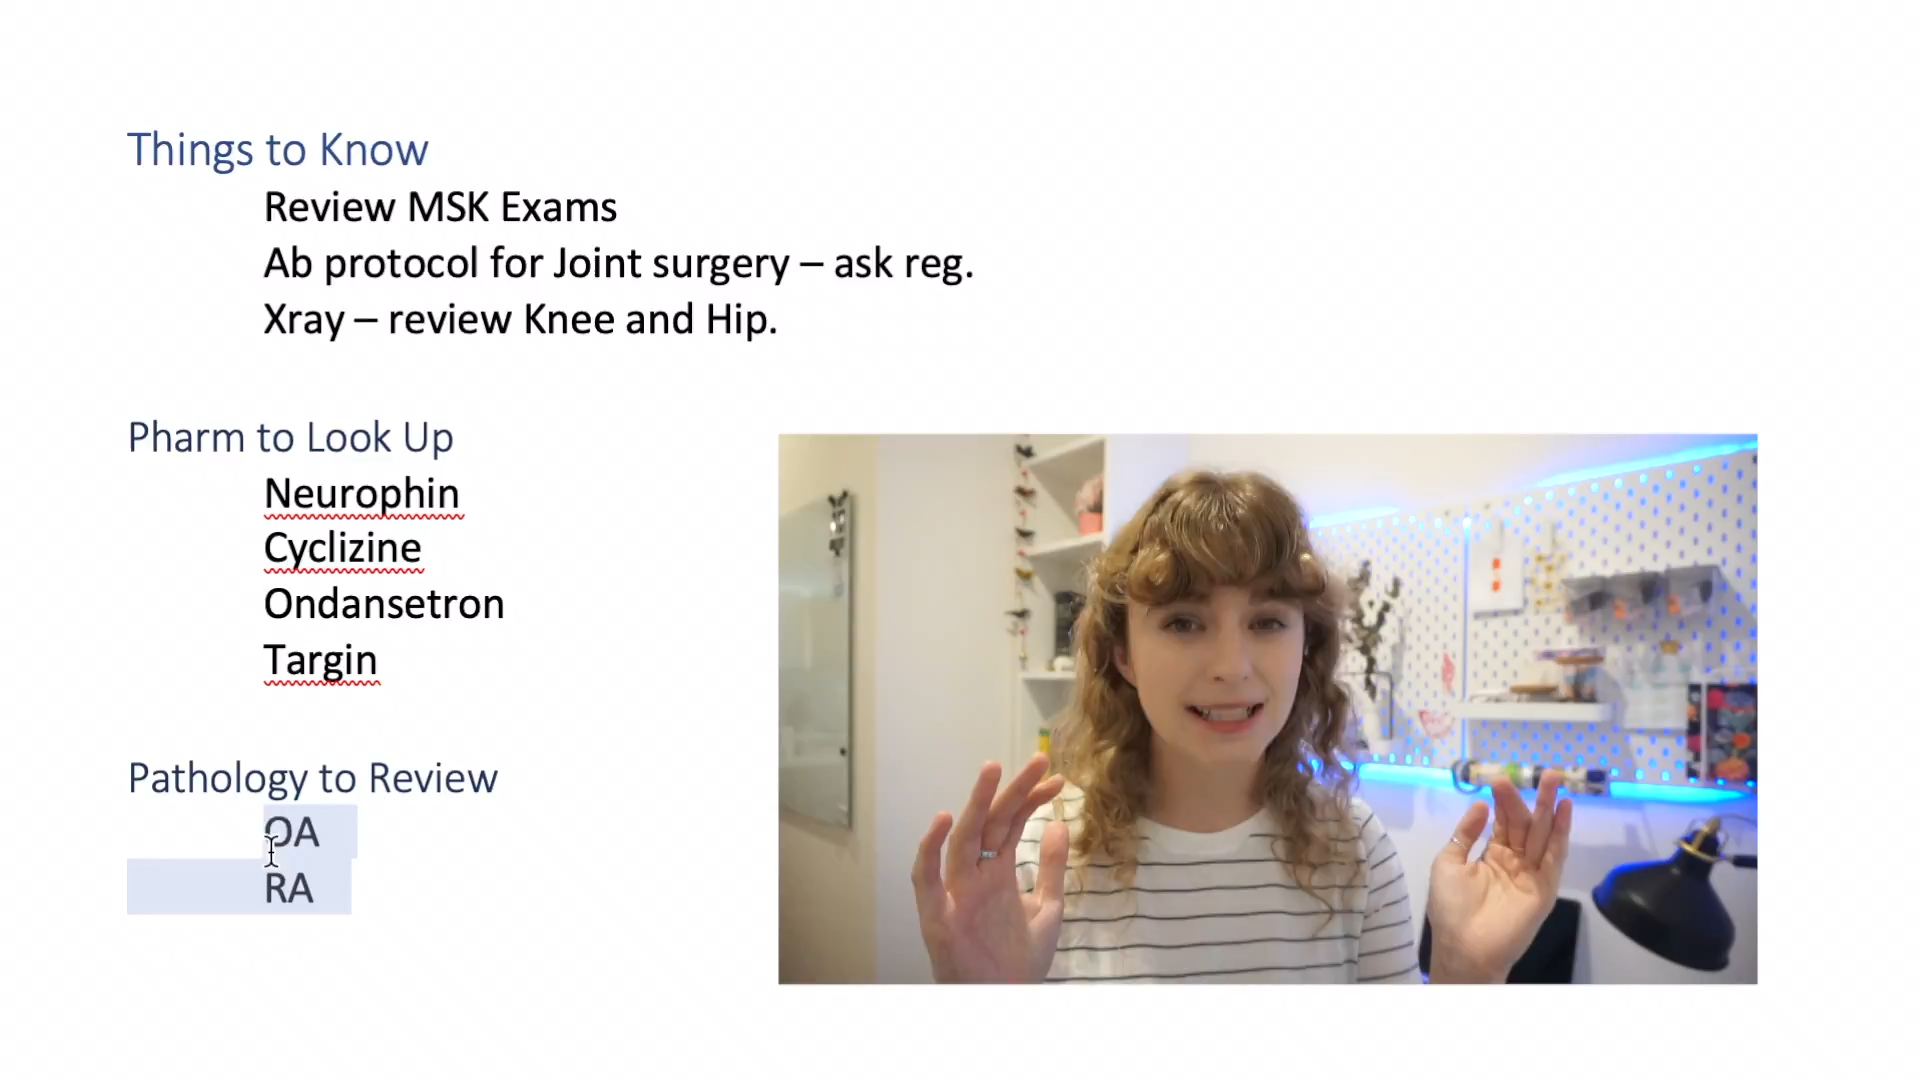 Things to Know
Review MSK Exams
Ab protocol for Joint surgery – ask reg.
Xray – review Knee and Hip.
Pharm to Look Up
Neurophin
Cyclizine
Ondansetron
Targin
Pathology to Review
OA
RA